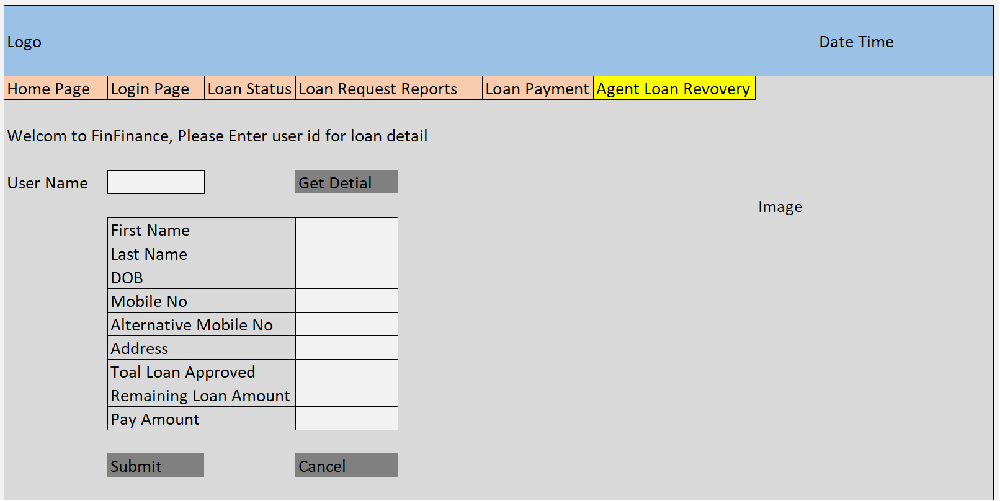 Logo Date Time
Home Page Login Page Loan Status Loan Request Reports Loan Payment Agent Loan Revovery
Welcom to FinFinance, Please Enter user id for loan detail
User Name Get Detial
Image
First Name
Last Name
DOB
Mobile No
Alternative Mobile No
Address
Toal Loan Approved
Remaining Loan Amount
Pay Amount
Submit Cancel